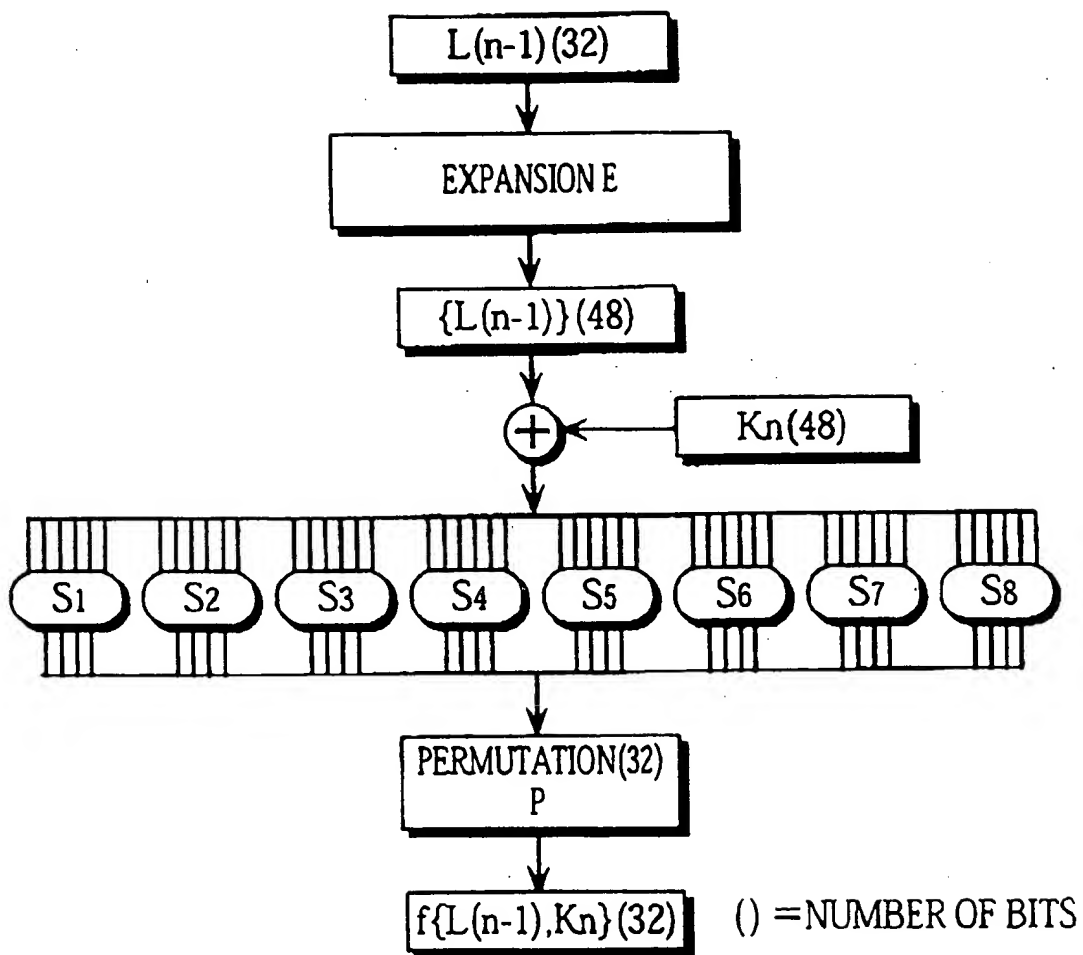 L(n-1)(32)
EXPANSION E
{L(n-1)}(48)
Kn(48)
S1 S2 S3 S4 S5 S6 S7 S8
PERMUTATION(32)
P
f{L(n-1),Kn}(32)
() =NUMBER OF BITS